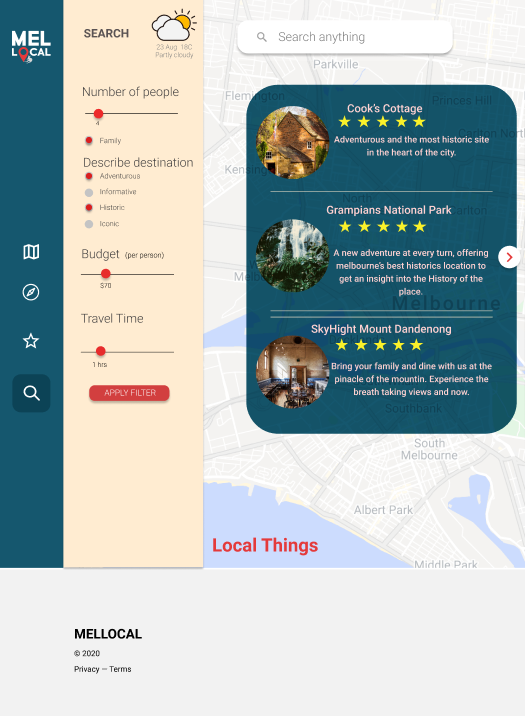 MEL
LOCAL
SEARCH
23 Aug 18C
Partly cloudy
Number of people
4
Family
Describe destination
Adventurous
Informative
Historic
Iconic
Budget (per person)
$70
Travel Time
1 hrs
APPLY FILTER
Search anything
Parkville
Flemington
Princes Hill
Carlton North
Kensington
North
Carlton
Melbourne
Southbank
South
Melbourne
Albert Park
Middle Park
Cook's Cottage
Adventurous and the most historic site
in the heart of the city.
Grampians National Park
A new adventure at every turn, offering
melbourne's best historics location to
get an insight into the History of the
place.
SkyHight Mount Dandenong
Bring your family and dine with us at the
pinacle of the mountin. Experience the
breath taking views and now.
Local Things
MELLOCAL
© 2020
Privacy — Terms